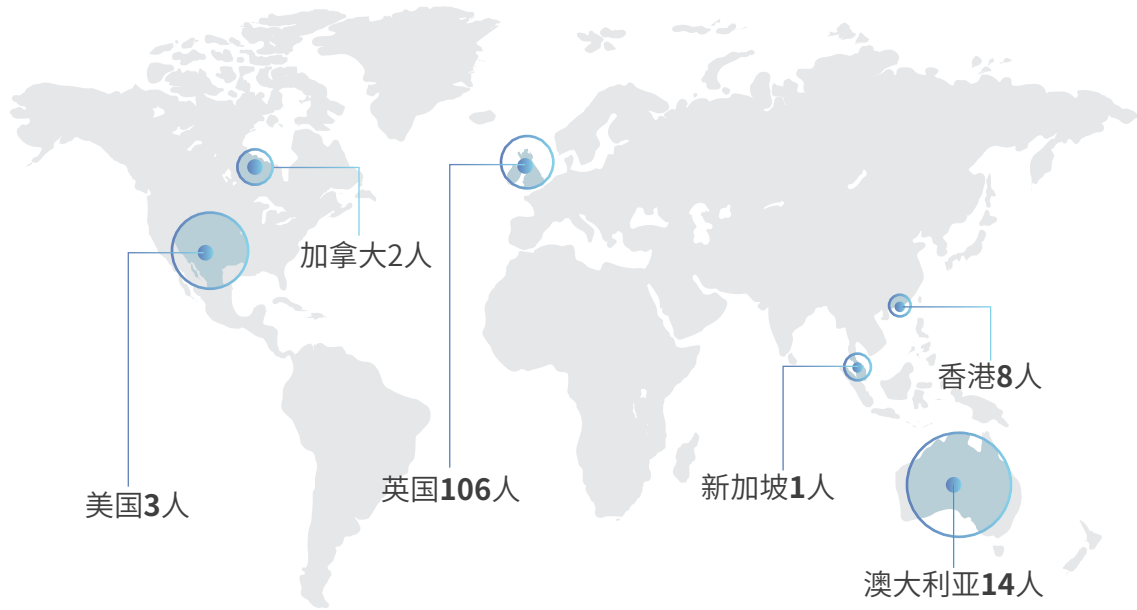 加拿大2人
香港8人
美国3人
英国106人
新加坡1人
澳大利亚14人